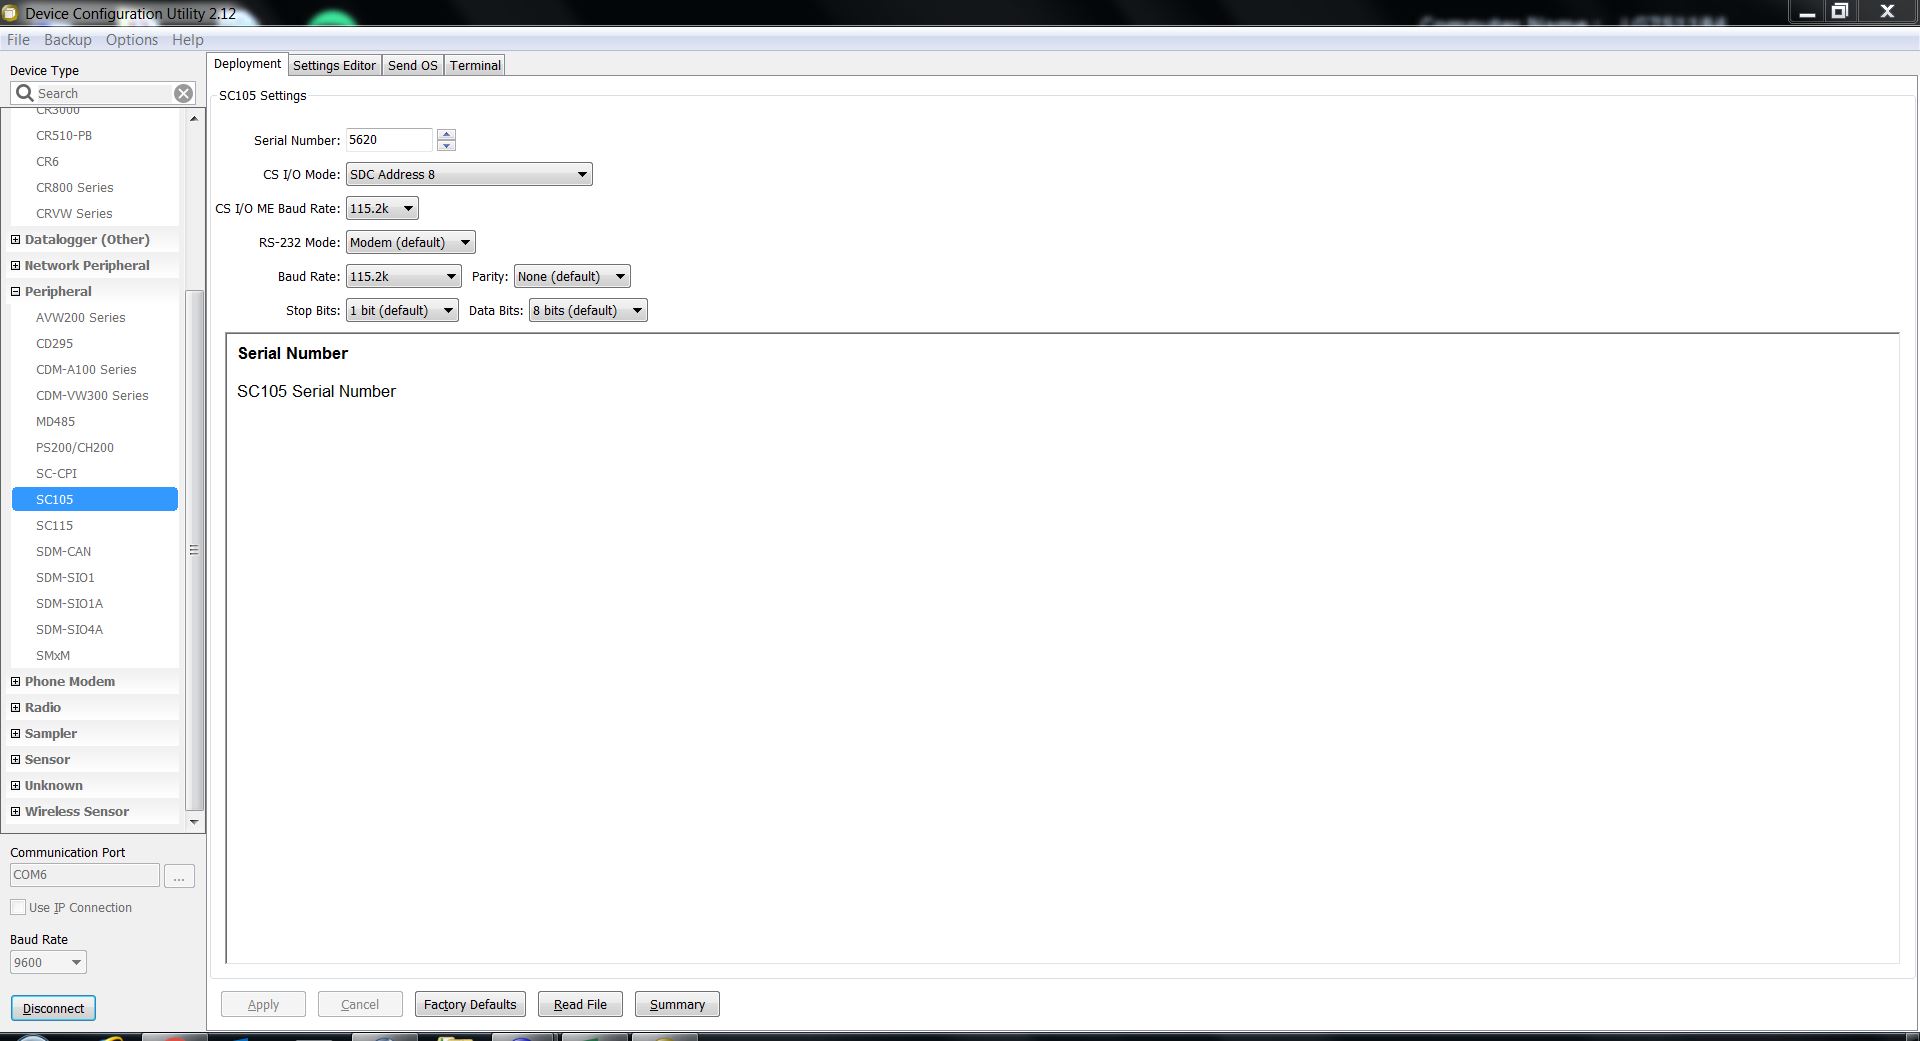 Device Configuration Utility 2.12
File Backup Options Help
Device Type
Search
CR3000
CR510-PB
CR6
CR800 Series
CRVW Series
Datalogger (Other)
Network Peripheral
Peripheral
AVW200 Series
CD295
CDM-A100 Series
CDM-VW300 Series
MD485
PS200/CH200
SC-CPI
SC105
SC115
SDM-CAN
SDM-SIO1
SDM-SIO1A
SDM-SIO4A
SMxM
Phone Modem
Radio
Sampler
Sensor
Unknown
Wireless Sensor
Communication Port
COM6
...
Use IP Connection
Baud Rate
9600
Disconnect
Deployment Settings Editor Send OS Terminal
SC105 Settings
Serial Number: 5620
CS I/O Mode: SDC Address 8
CS I/O ME Baud Rate: 115.2k
RS-232 Mode: Modem (default)
Baud Rate: 115.2k Parity: None (default)
Stop Bits: 1 bit (default) Data Bits: 8 bits (default)
Serial Number
SC105 Serial Number
Apply Cancel Factory Defaults Read File Summary